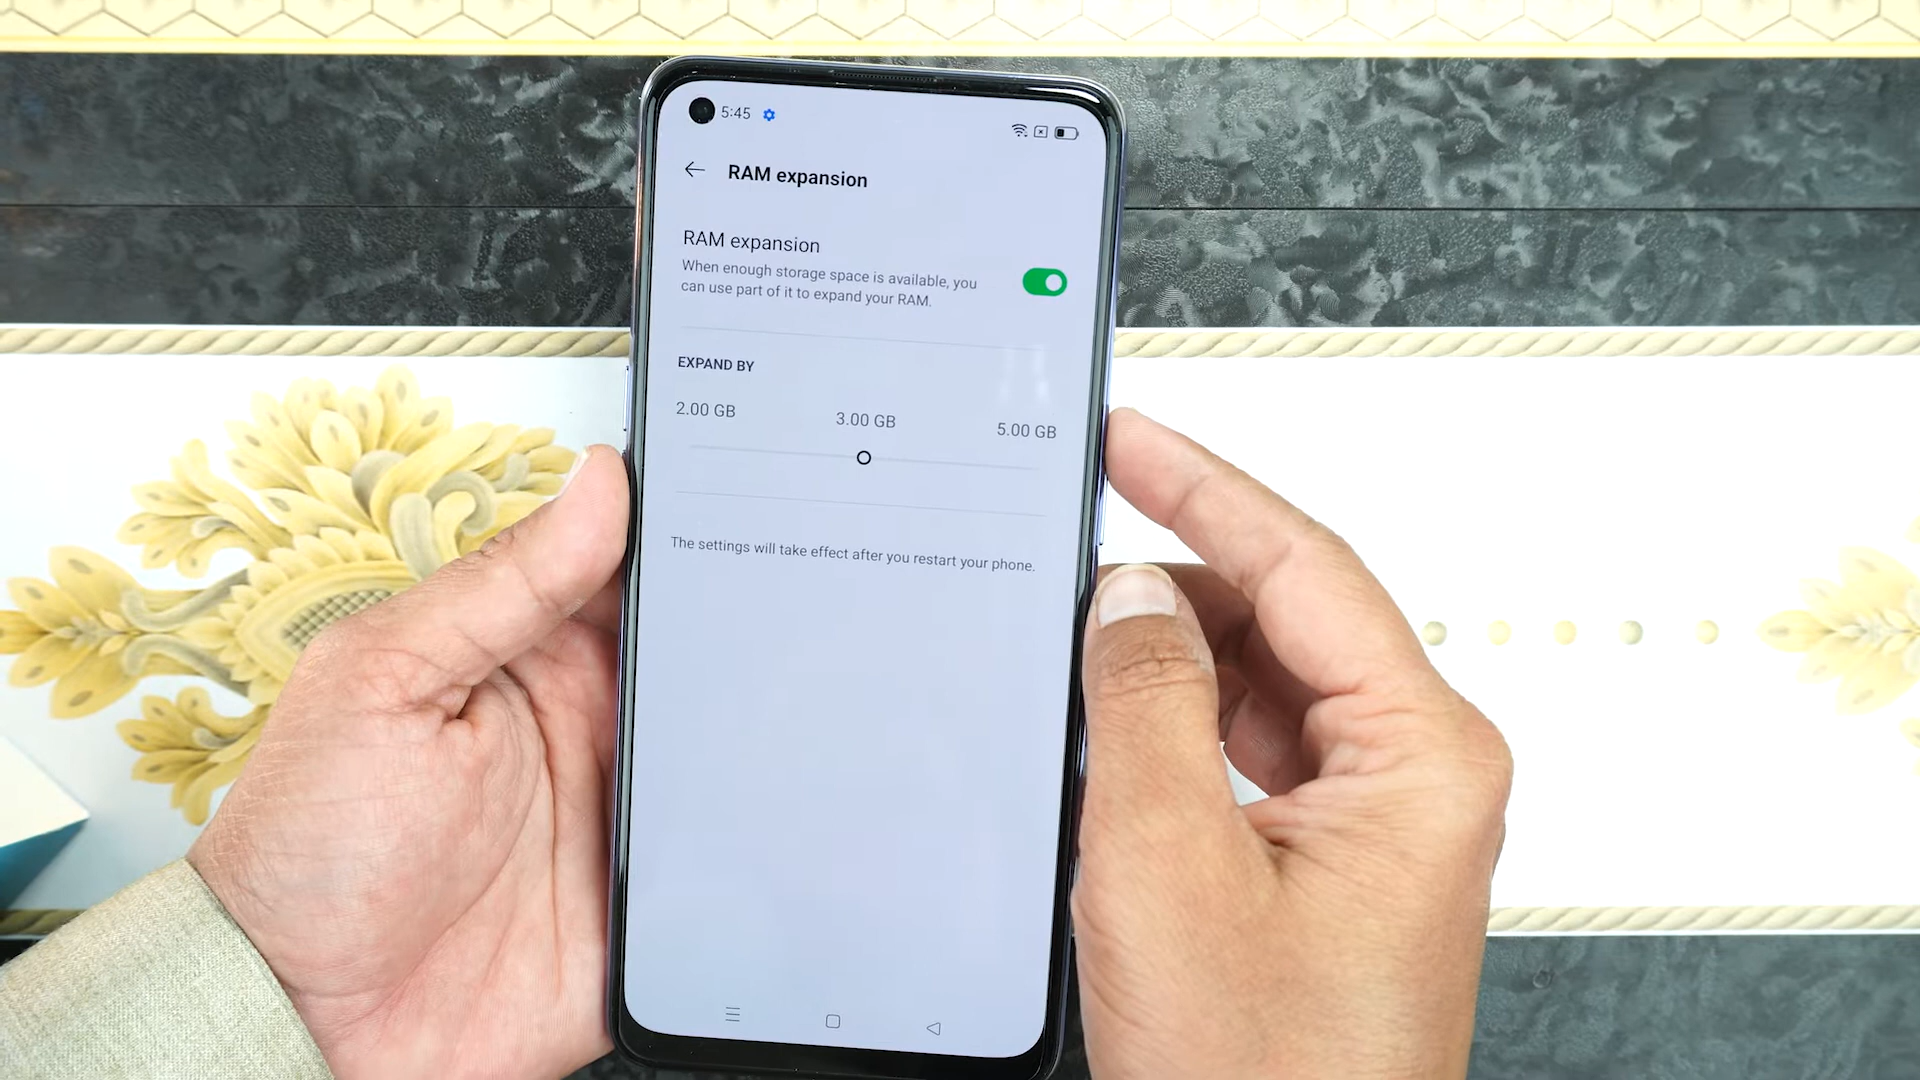 5:45
RAM expansion
RAM expansion
When enough storage space is available, you
can use part of it to expand your RAM.
EXPAND BY
2.00 GB 3.00 GB 5.00 GB
The settings will take effect after you restart your phone.